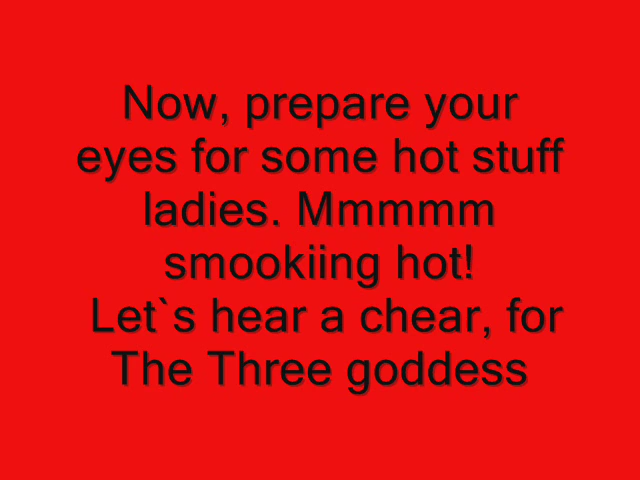 Now, prepare your
eyes for some hot stuff
ladies. Mmmmm
smookiing hot!
Let`s hear a chear, for
The Three goddess